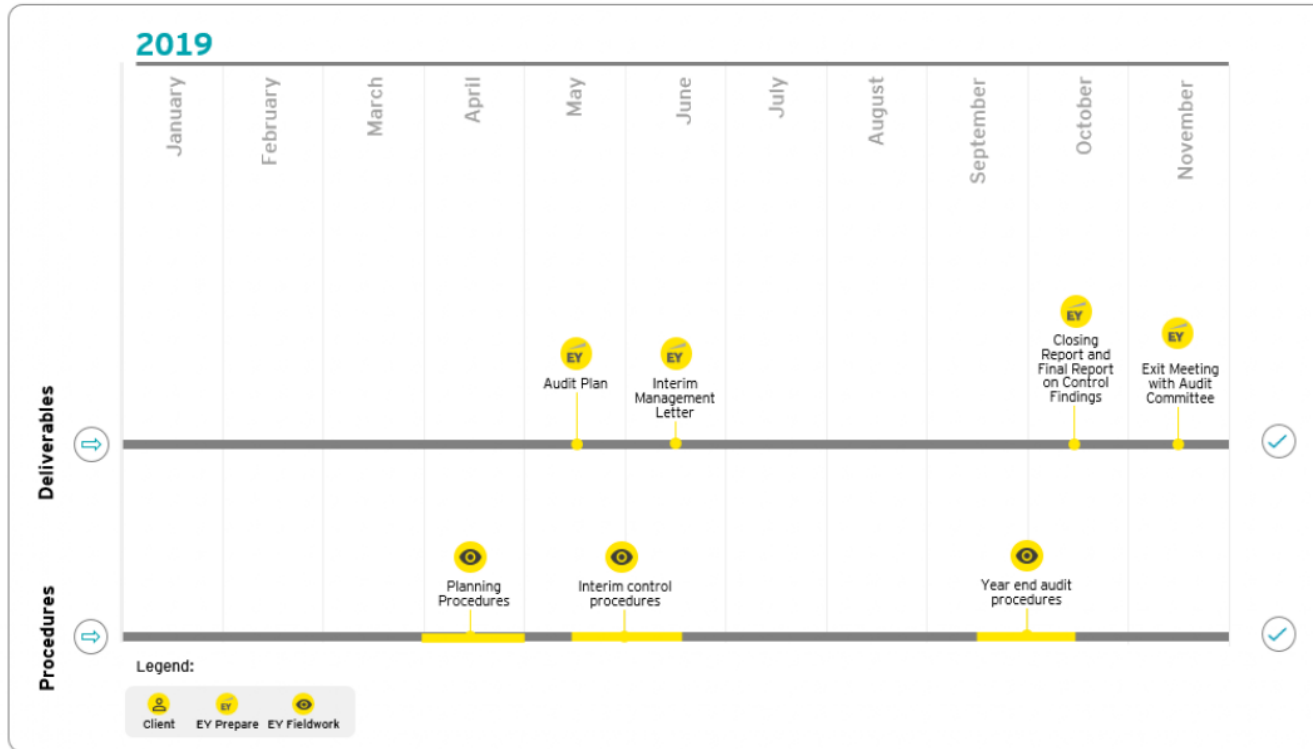 2019
January
February
March
April
May
June
July
August
September
October
November
EY
Audit Plan
EY
Interim
Management
Letter
EY
Closing
Report and
Final Report
on Control
Findings
EY
Exit Meeting
with Audit
Committee
Deliverables
Planning
Procedures
Interim control
procedures
Year end audit
procedures
Procedures
Legend:
Client
EY
EY Prepare
EY Fieldwork